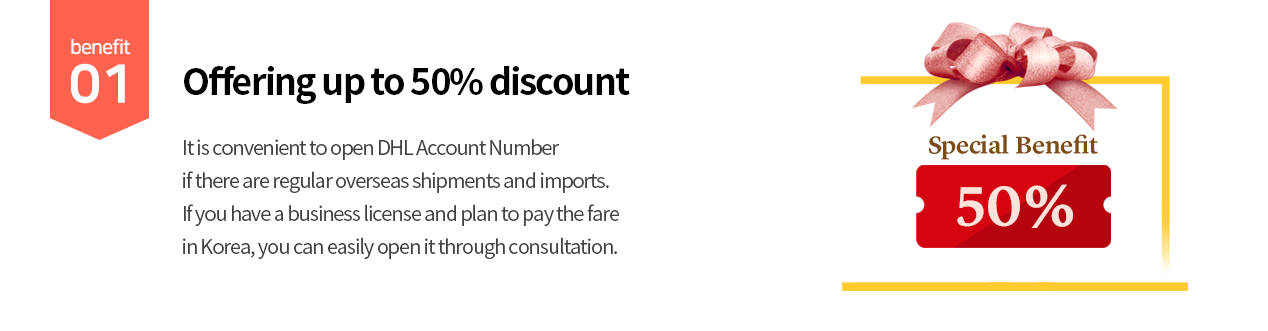 benefit
01
Offering up to 50% discount
It is convenient to open DHL Account Number
if there are regular overseas shipments and imports.
If you have a business license and plan to pay the fare
in Korea, you can easily open it through consultation.
Special Benefit
50%